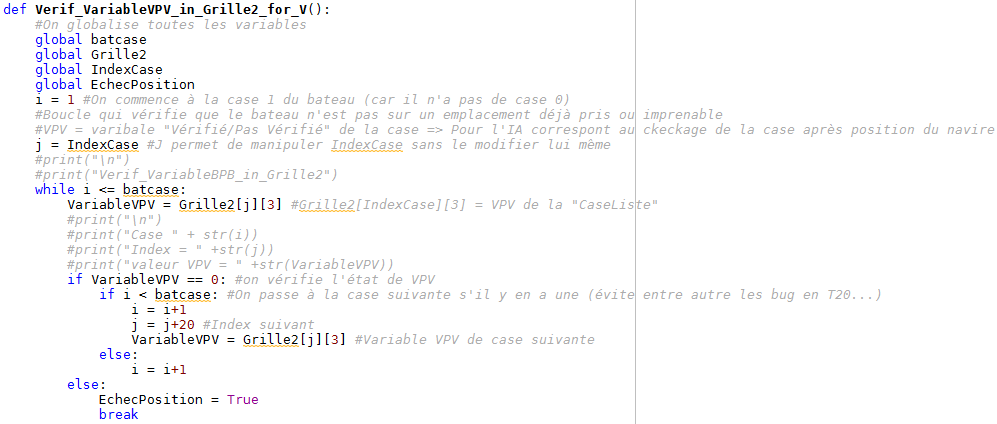 def Verif_VariableVPV_in_Grille2_for_V():
    #On globalise toutes les variables
    global batcase
    global Grille2
    global IndexCase
    global EchecPosition
    i = 1 #On commence à la case 1 du bateau (car il n'a pas de case 0)
    #Boucle qui vérifie que le bateau n'est pas sur un emplacement déjà pris ou imprenable
    #VPV = varibale "Vérifié/Pas Vérifié" de la case => Pour l'IA correspont au ckeckage de la case après position du navire
    j = IndexCase #J permet de manipuler IndexCase sans le modifier lui même
    #print("\n")
    #print("Verif_VariableBPB_in_Grille2")
    while i <= batcase:
        VariableVPV = Grille2[j][3] #Grille2[IndexCase][3] = VPV de la "CaseListe"
        #print("\n")
        #print("Case " + str(i))
        #print("Index = " +str(j))
        #print("valeur VPV = " +str(VariableVPV))
        if VariableVPV == 0: #on vérifie l'état de VPV
            if i < batcase: #On passe à la case suivante s'il y en a une (évite entre autre les bug en T20...)
                i = i+1
                j = j+20 #Index suivant
                VariableVPV = Grille2[j][3] #Variable VPV de case suivante
            else:
                i = i+1
        else:
            EchecPosition = True
            break